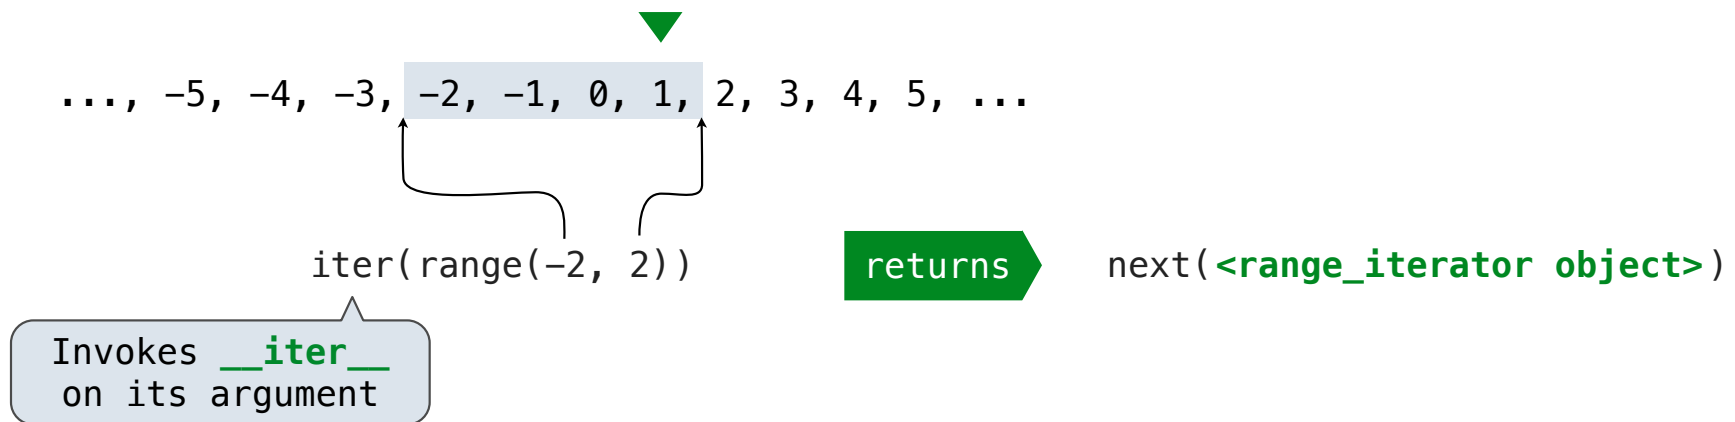 ..., −5, −4, −3, −2, −1, 0, 1, 2, 3, 4, 5, ...
iter(range(−2, 2))
returns
next(<range_iterator object>)
Invokes __iter__
on its argument